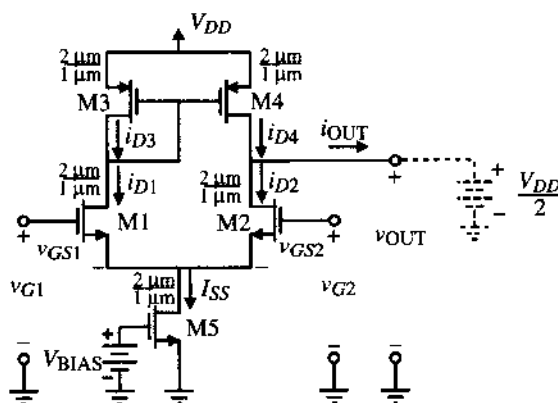 V_DD
2 μm
1 μm
2 μm
1 μm
M3
M4
i_D3
i_D4
i_OUT
2 μm
1 μm
i_D1
2 μm
1 μm
i_D2
+
V_DD
2
−
M1
M2
+
+
+
v_GS1
v_GS2
v_OUT
2 μm
1 μm
I_SS
v_G1
v_G2
+
M5
−
V_BIAS
−
−
−